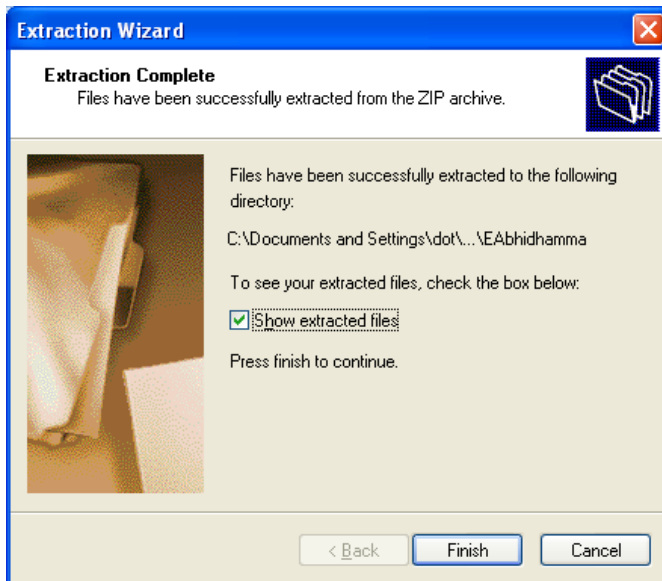 Extraction Wizard
Extraction Complete
Files have been successfully extracted from the ZIP archive.
Files have been successfully extracted to the following
directory:
C:\Documents and Settings\dot\...\EAbhidhamma
To see your extracted files, check the box below:
Show extracted files
Press finish to continue.
< Back
Finish
Cancel